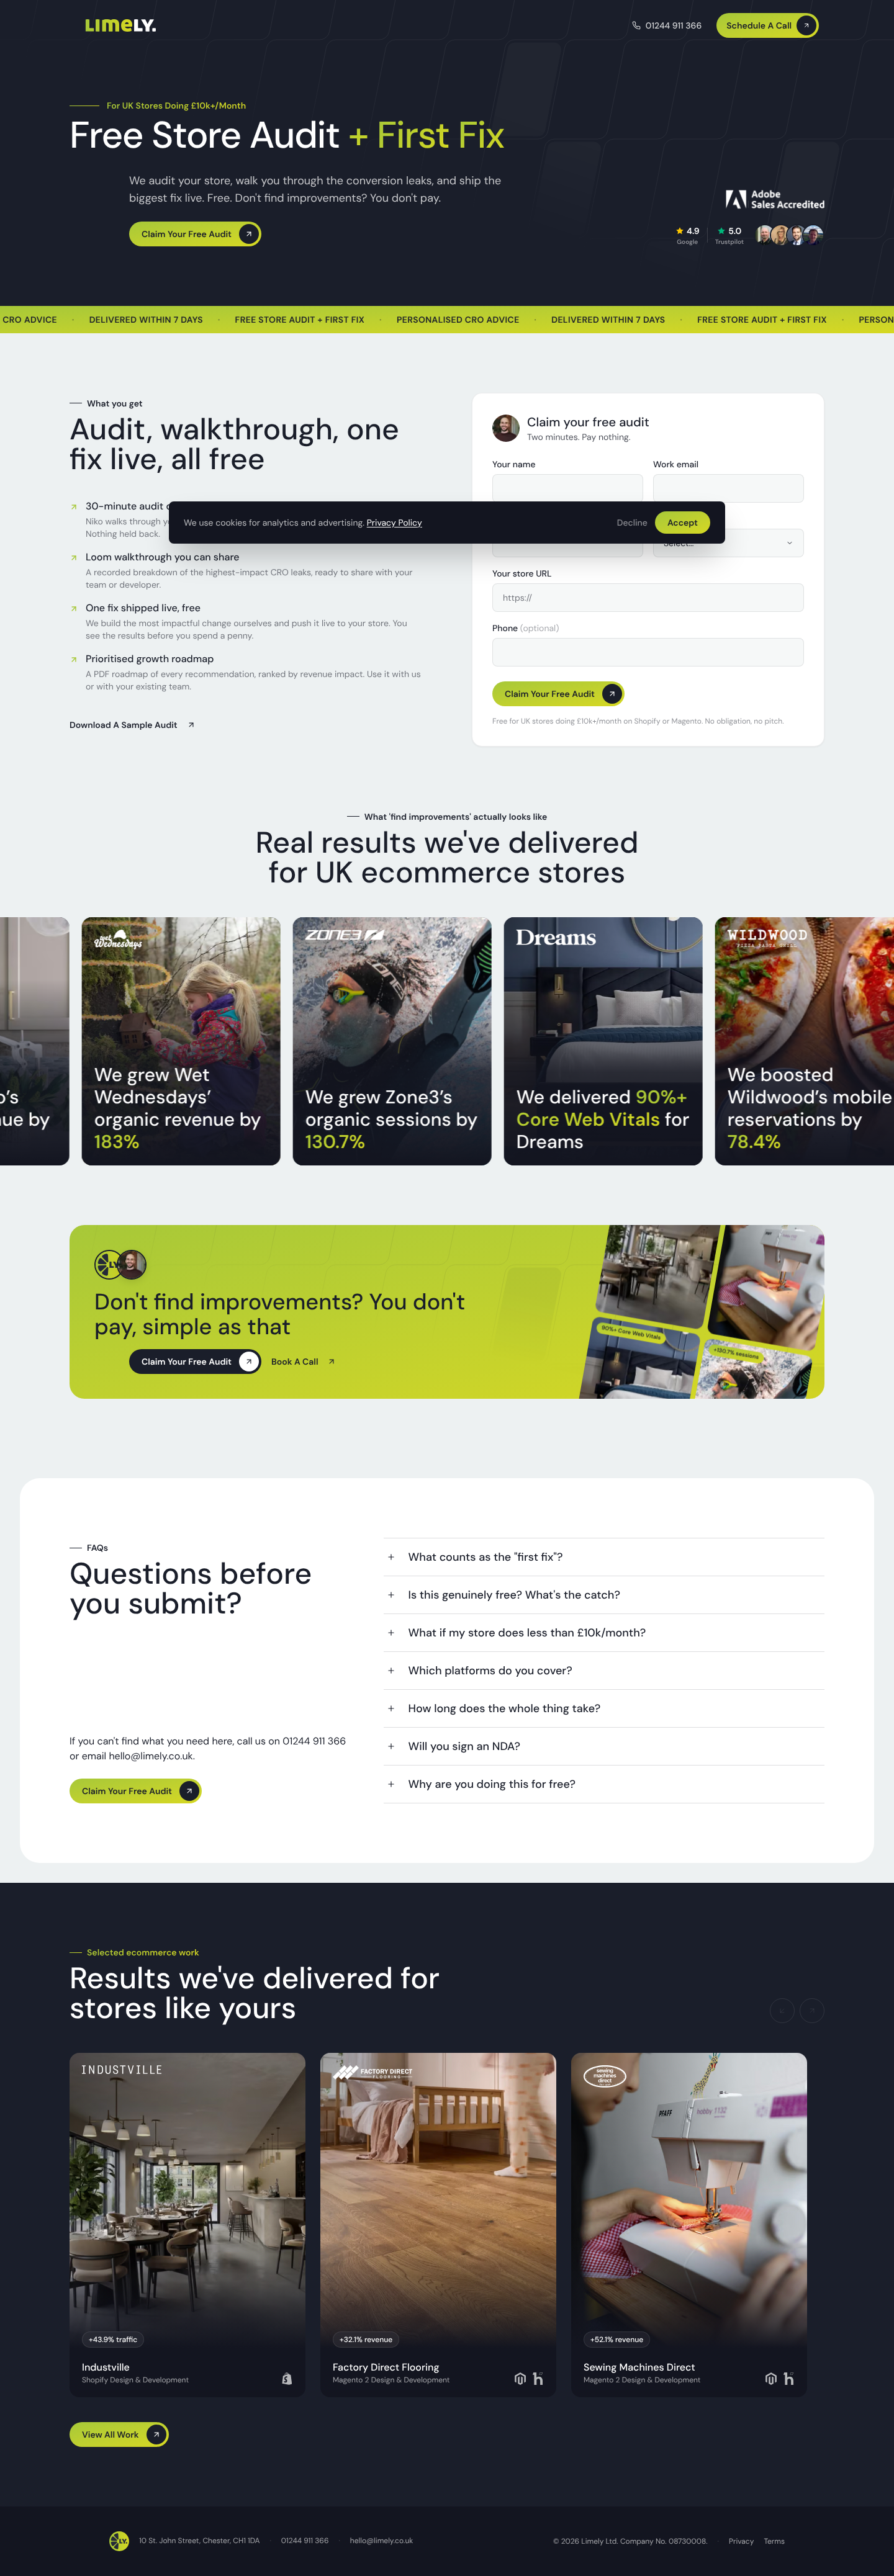 LIMELY.
01244 911 366
Schedule A Call
For UK Stores Doing £10k+/Month
Free Store Audit + First Fix
We audit your store, walk you through the conversion leaks, and ship the
biggest fix live. Free. Don't find improvements? You don't pay.
Claim Your Free Audit
Adobe
Sales Accredited
4.9
Google
5.0
Trustpilot
CRO ADVICE · DELIVERED WITHIN 7 DAYS · FREE STORE AUDIT + FIRST FIX · PERSONALISED CRO ADVICE · DELIVERED WITHIN 7 DAYS · FREE STORE AUDIT + FIRST FIX · PERSON
What you get
Audit, walkthrough, one
fix live, all free
30-minute audit
Niko walks through
Nothing held back.
Loom walkthrough you can share
A recorded breakdown of the highest-impact CRO leaks, ready to share with your
team or developer.
One fix shipped live, free
We build the most impactful change ourselves and push it live to your store. You
see the results before you spend a penny.
Prioritised growth roadmap
A PDF roadmap of every recommendation, ranked by revenue impact. Use it with us
or with your existing team.
Download A Sample Audit
Claim your free audit
Two minutes. Pay nothing.
Your name
Work email
We use cookies for analytics and advertising. Privacy Policy
Decline
Accept
Select...
Your store URL
https://
Phone (optional)
Claim Your Free Audit
Free for UK stores doing £10k+/month on Shopify or Magento. No obligation, no pitch.
What 'find improvements' actually looks like
Real results we've delivered
for UK ecommerce stores
by
Wet Wednesdays
We grew Wet
Wednesdays'
organic revenue by
183%
ZONE3
We grew Zone3's
organic sessions by
130.7%
Dreams
We delivered 90%+
Core Web Vitals for
Dreams
WILDWOOD
PIZZA PASTA GRILL
We boosted
Wildwood's mobile
reservations by
78.4%
LY.
Don't find improvements? You don't
pay, simple as that
Claim Your Free Audit
Book A Call
90%+ Core Web Vitals
+130.7% sessions
FAQs
Questions before
you submit?
If you can't find what you need here, call us on 01244 911 366
or email hello@limely.co.uk.
Claim Your Free Audit
What counts as the "first fix"?
Is this genuinely free? What's the catch?
What if my store does less than £10k/month?
Which platforms do you cover?
How long does the whole thing take?
Will you sign an NDA?
Why are you doing this for free?
Selected ecommerce work
Results we've delivered for
stores like yours
INDUSTVILLE
+43.9% traffic
Industville
Shopify Design & Development
FACTORY DIRECT
FLOORING
+32.1% revenue
Factory Direct Flooring
Magento 2 Design & Development
sewing
machines
direct
PFAFF
hobby 1132
+52.1% revenue
Sewing Machines Direct
Magento 2 Design & Development
View All Work
LY.
10 St. John Street, Chester, CH1 1DA
01244 911 366
hello@limely.co.uk
© 2026 Limely Ltd. Company No. 08730008.
Privacy
Terms